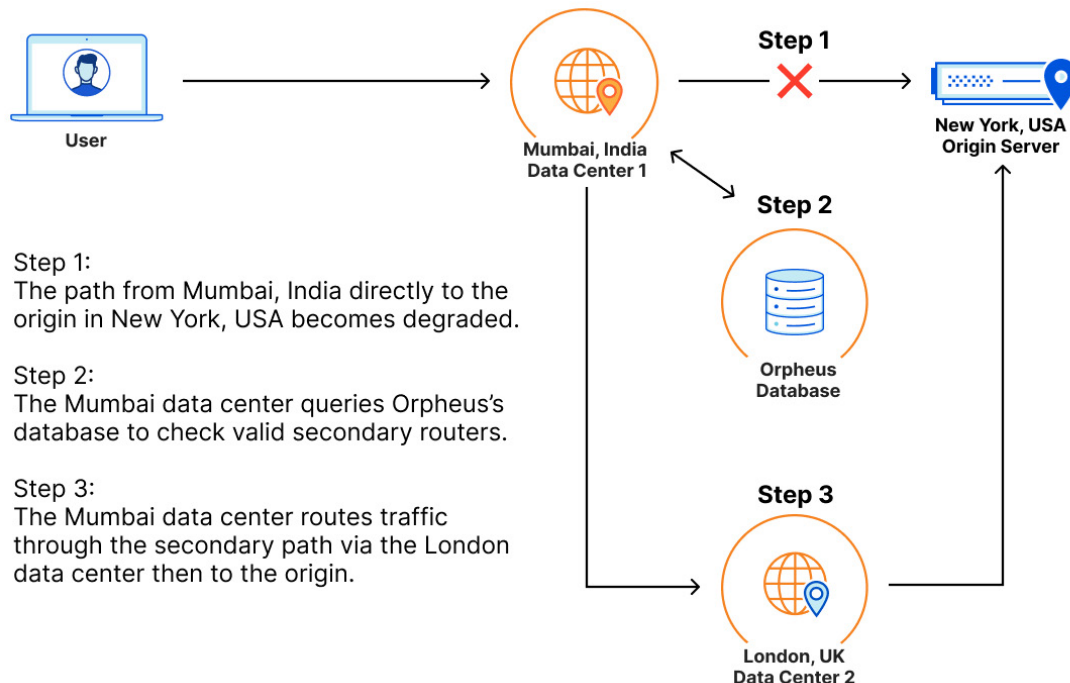 Step 1
User
Mumbai, India
Data Center 1
New York, USA
Origin Server
Step 2
Orpheus
Database
Step 1:
The path from Mumbai, India directly to the
origin in New York, USA becomes degraded.
Step 2:
The Mumbai data center queries Orpheus’s
database to check valid secondary routers.
Step 3:
The Mumbai data center routes traffic
through the secondary path via the London
data center then to the origin.
Step 3
London, UK
Data Center 2